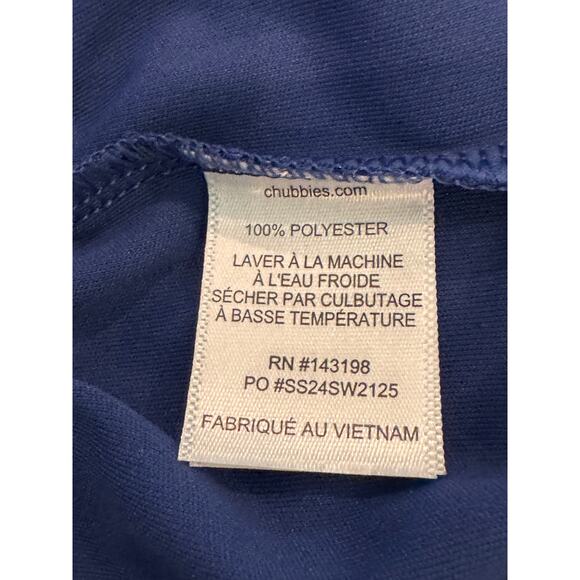 chubbies.com
100% POLYESTER
LAVER À LA MACHINE
À L'EAU FROIDE
SÉCHER PAR CULBUTAGE
À BASSE TEMPÉRATURE
RN #143198
PO #SS24SW2125
FABRIQUÉ AU VIETNAM